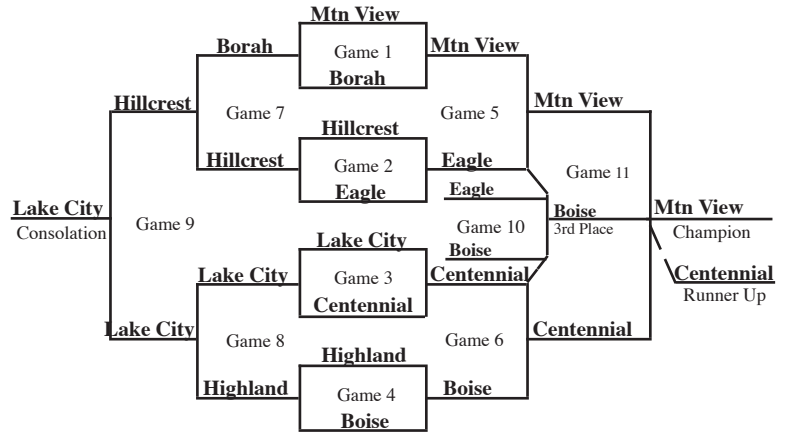 Mtn View
Borah
Game 1
Mtn View
Borah
Hillcrest
Game 7
Game 5
Mtn View
Hillcrest
Hillcrest
Game 2
Eagle
Eagle
Eagle
Game 11
Lake City
Consolation
Game 9
Game 10
Boise
3rd Place
Mtn View
Champion
Lake City
Boise
Lake City
Game 3
Centennial
Centennial
Centennial
Runner Up
Lake City
Game 8
Game 6
Centennial
Highland
Highland
Game 4
Boise
Boise